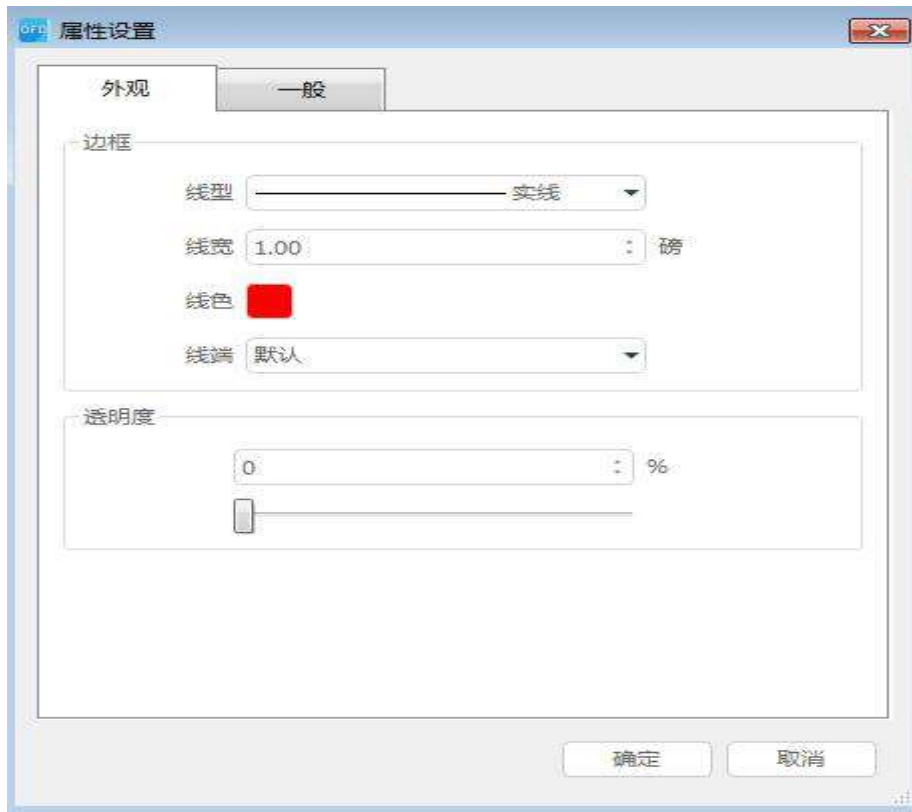 OFD 属性设置
外观 一般
边框
线型 实线
线宽 1.00 磅
线色
线端 默认
透明度
0 %
确定 取消